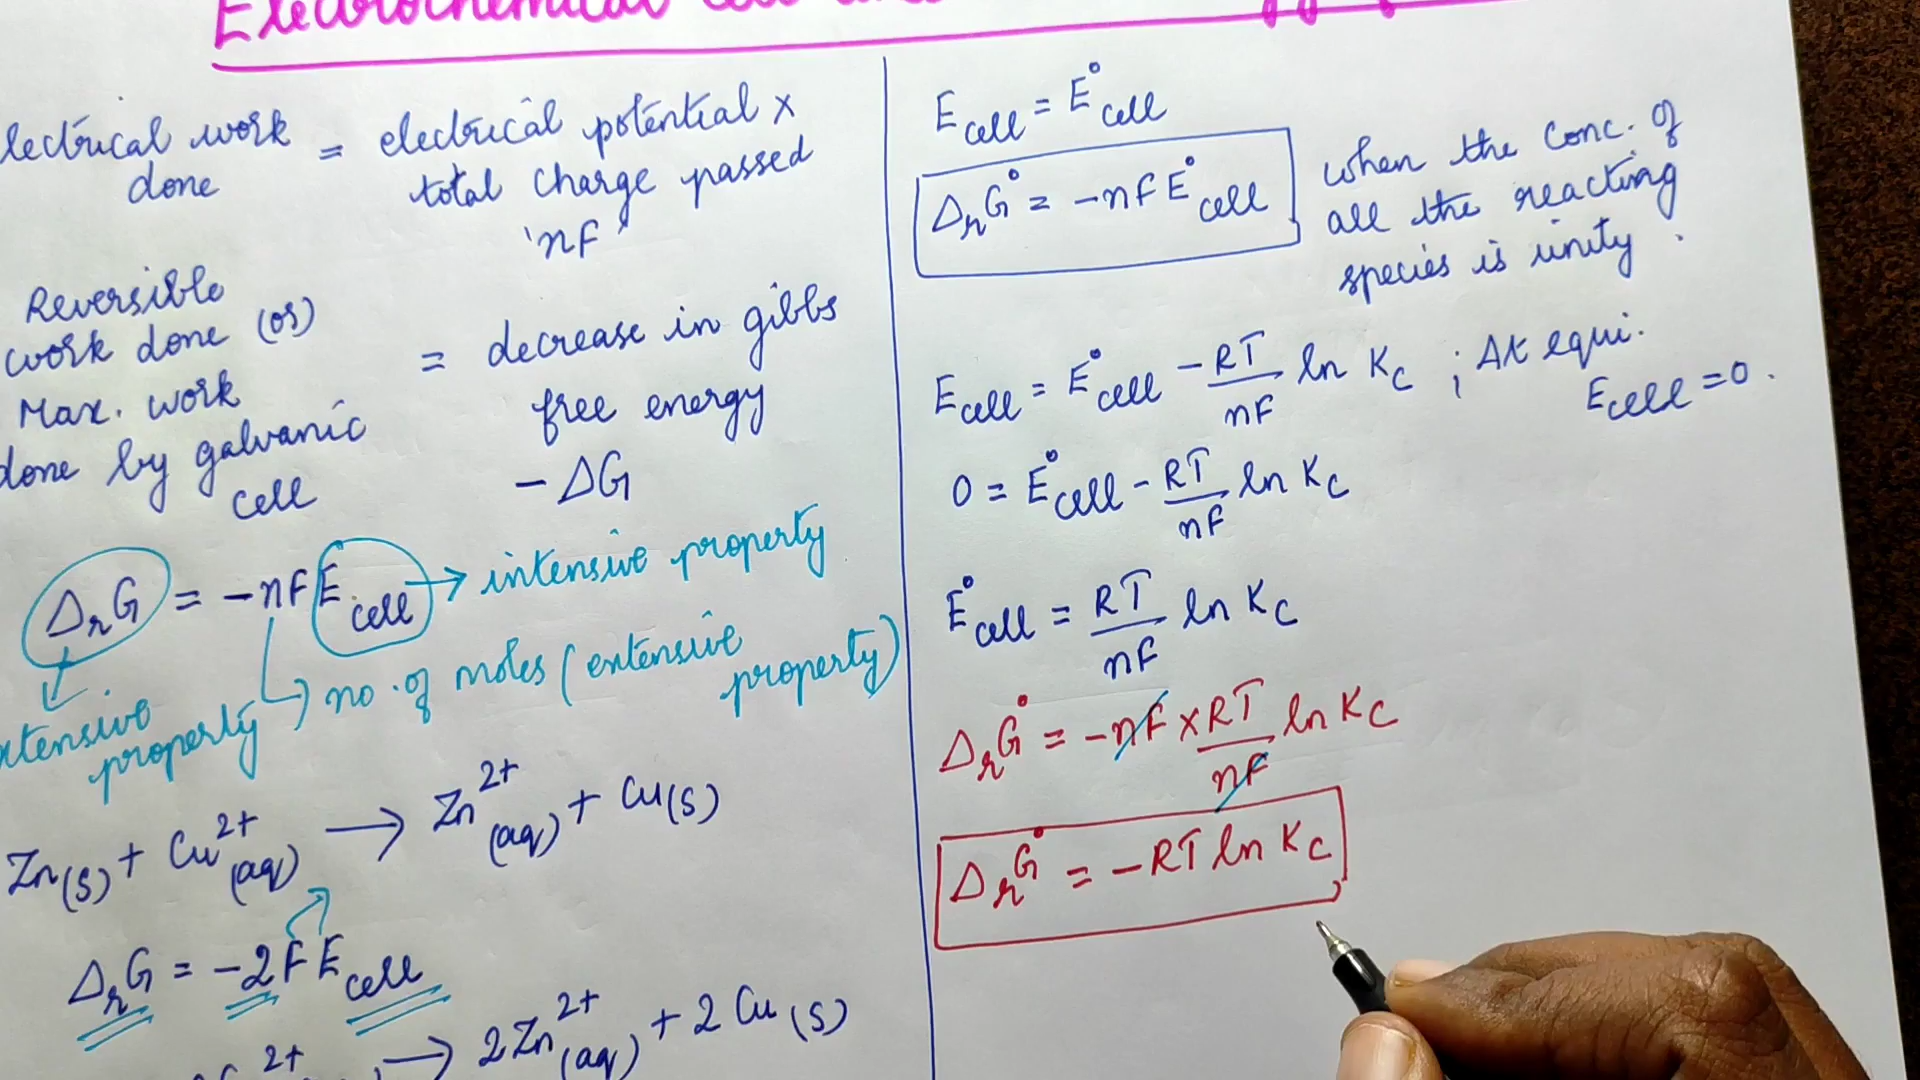 Electrochemical cell
lectrical work done = electrical potential x total charge passed
'nF'
Reversible work done (or) Max. work done by galvanic cell = decrease in gibbs free energy
-ΔG
ΔrG = -nFEcell → intensive property
xtensive property
no. of moles (extensive property)
Zn(s) + Cu²⁺(aq) → Zn²⁺(aq) + Cu(s)
ΔrG = -2FEcell
2+ → 2Zn²⁺(aq) + 2Cu(s)
Ecell = E°cell
ΔrG° = -nFE°cell
when the conc. of
all the reacting
species is unity.
Ecell = E°cell - RT/nF ln Kc ; At equi.
Ecell = 0.
0 = E°cell - RT/nF ln Kc
E°cell = RT/nF ln Kc
ΔrG° = -nF x RT/nF ln Kc
ΔrG° = -RT ln Kc